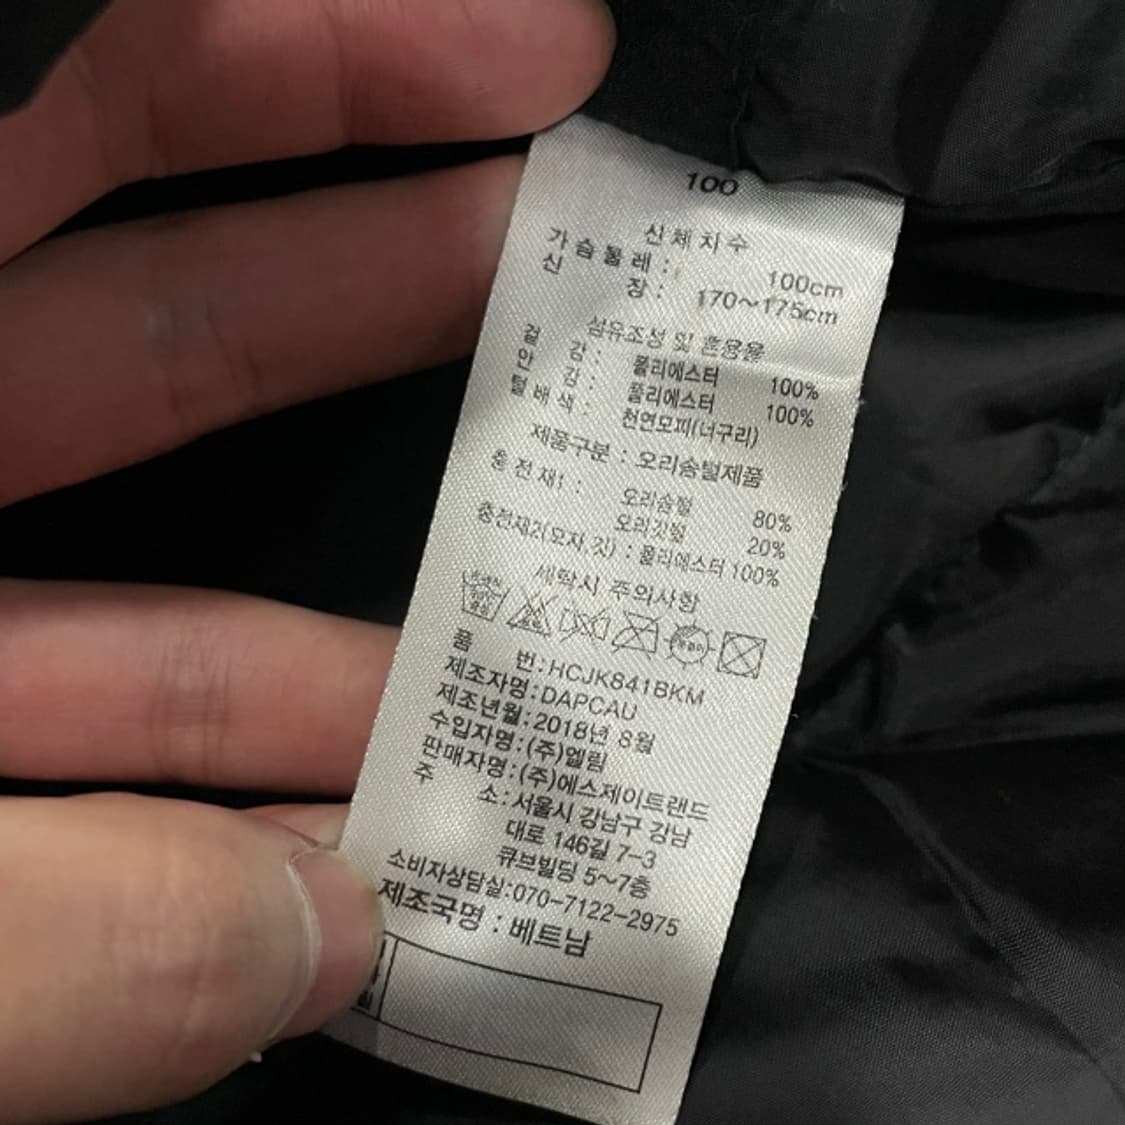 100
신체치수
가슴둘레 : 100cm
신장 : 170~175cm
섬유조성 및 혼용율
겉감 : 폴리에스터 100%
안감 : 폴리에스터 100%
털배색 : 천연모피(너구리)
제품구분 : 오리솜털제품
충전재1 : 오리솜털 80%
오리깃털 20%
충전재2(모자,깃) : 폴리에스터 100%
세탁시 주의사항
품번:HCJK841BKM
제조자명:DAPCAU
제조년월:2018년 8월
수입자명:(주)엘림
판매자명:(주)에스제이트랜드
주소:서울시 강남구 강남
대로 146길 7-3
큐브빌딩 5~7층
소비자상담실:070-7122-2975
제조국명 : 베트남